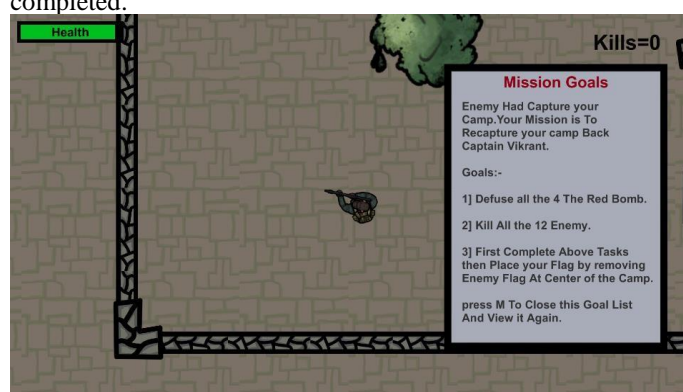 completed.
Health
Kills=0
Mission Goals
Enemy Had Capture your
Camp.Your Mission is To
Recapture your camp Back
Captain Vikrant.
Goals:-
1] Defuse all the 4 The Red Bomb.
2] Kill All the 12 Enemy.
3] First Complete Above Tasks
then Place your Flag by removing
Enemy Flag At Center of the Camp.
press M To Close this Goal List
And View it Again.